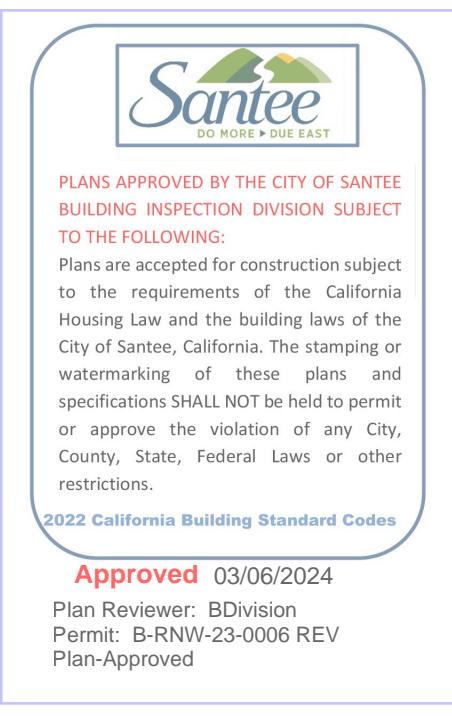 Santee
DO MORE ▶ DUE EAST
PLANS APPROVED BY THE CITY OF SANTEE
BUILDING INSPECTION DIVISION SUBJECT
TO THE FOLLOWING:
Plans are accepted for construction subject
to the requirements of the California
Housing Law and the building laws of the
City of Santee, California. The stamping or
watermarking of these plans and
specifications SHALL NOT be held to permit
or approve the violation of any City,
County, State, Federal Laws or other
restrictions.
2022 California Building Standard Codes
Approved 03/06/2024
Plan Reviewer: BDivision
Permit: B-RNW-23-0006 REV
Plan-Approved